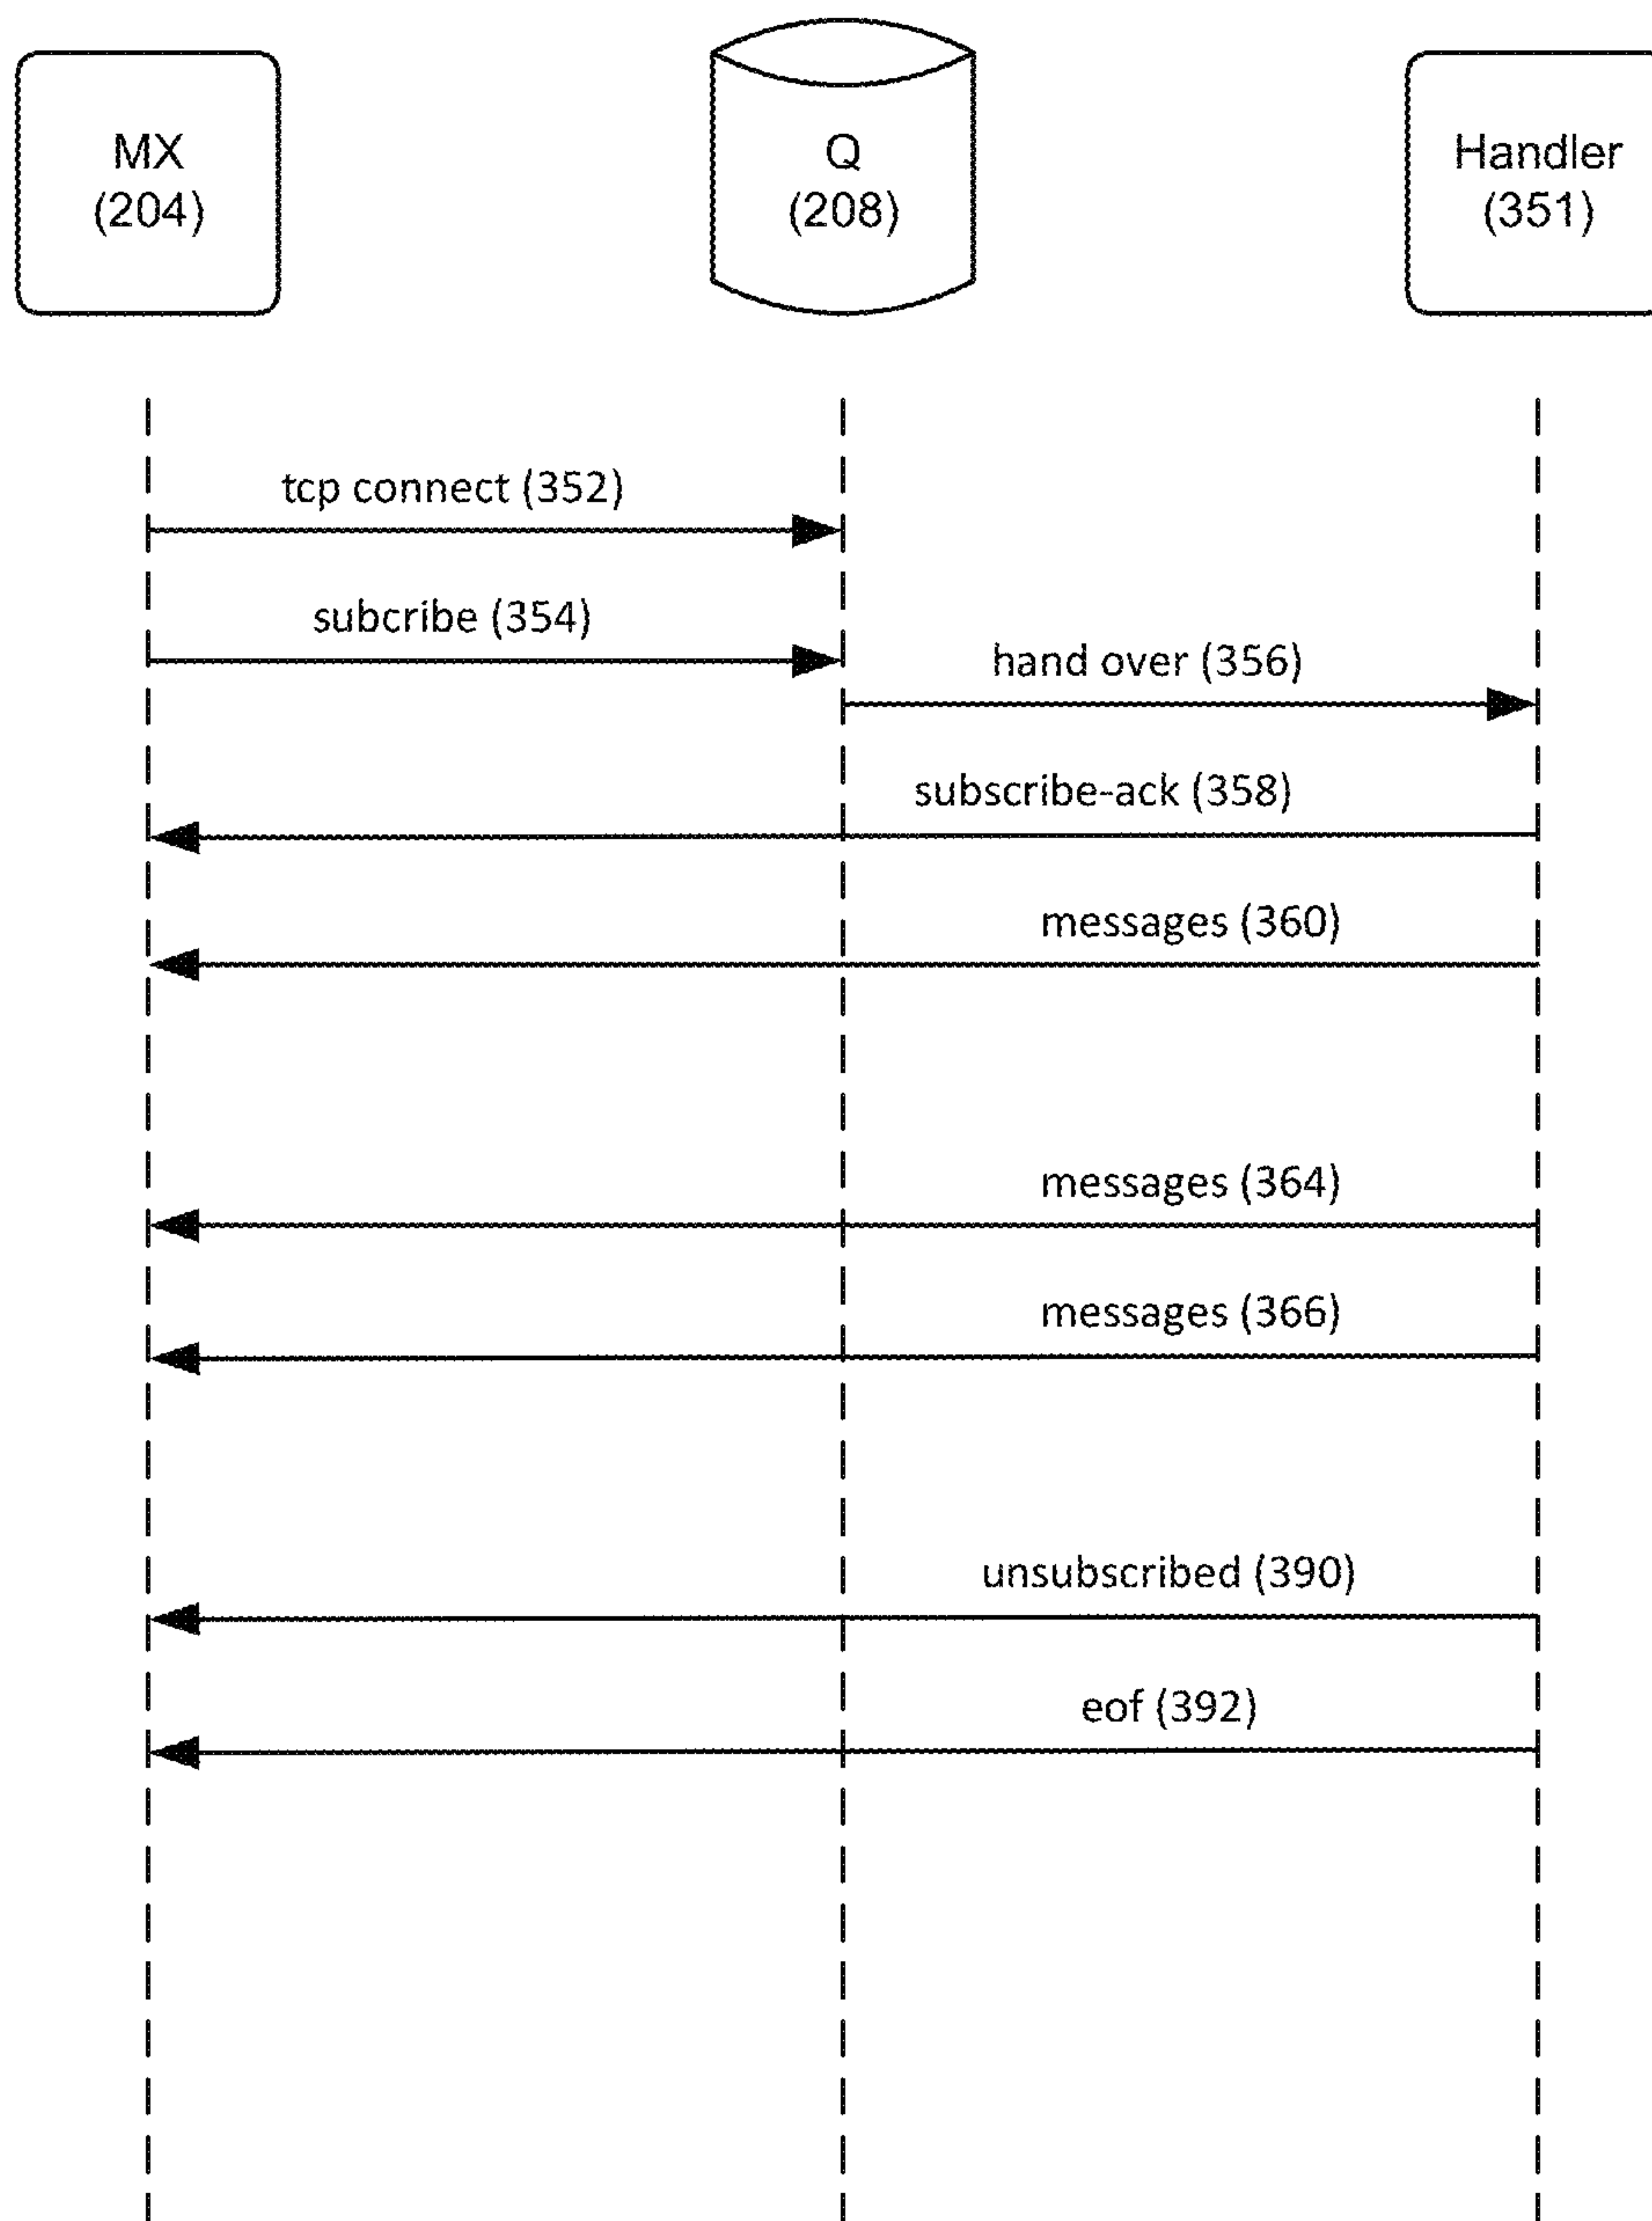 MX
(204)
Q
(208)
Handler
(351)
tcp connect (352)
subcribe (354)
hand over (356)
subscribe-ack (358)
messages (360)
messages (364)
messages (366)
unsubscribed (390)
eof (392)